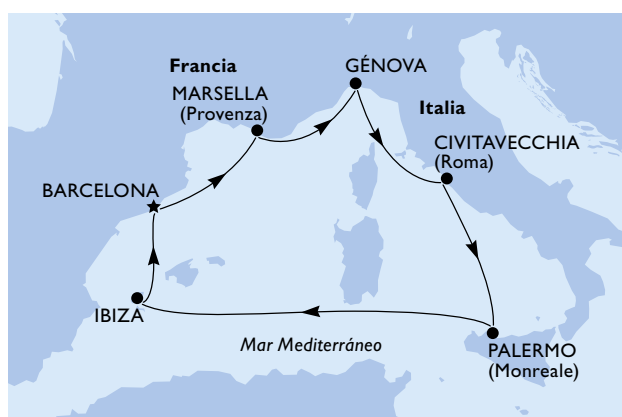 Francia
MARSELLA
(Provenza)
GÉNOVA
Italia
CIVITAVECCHIA
(Roma)
BARCELONA
IBIZA
Mar Mediterráneo
PALERMO
(Monreale)